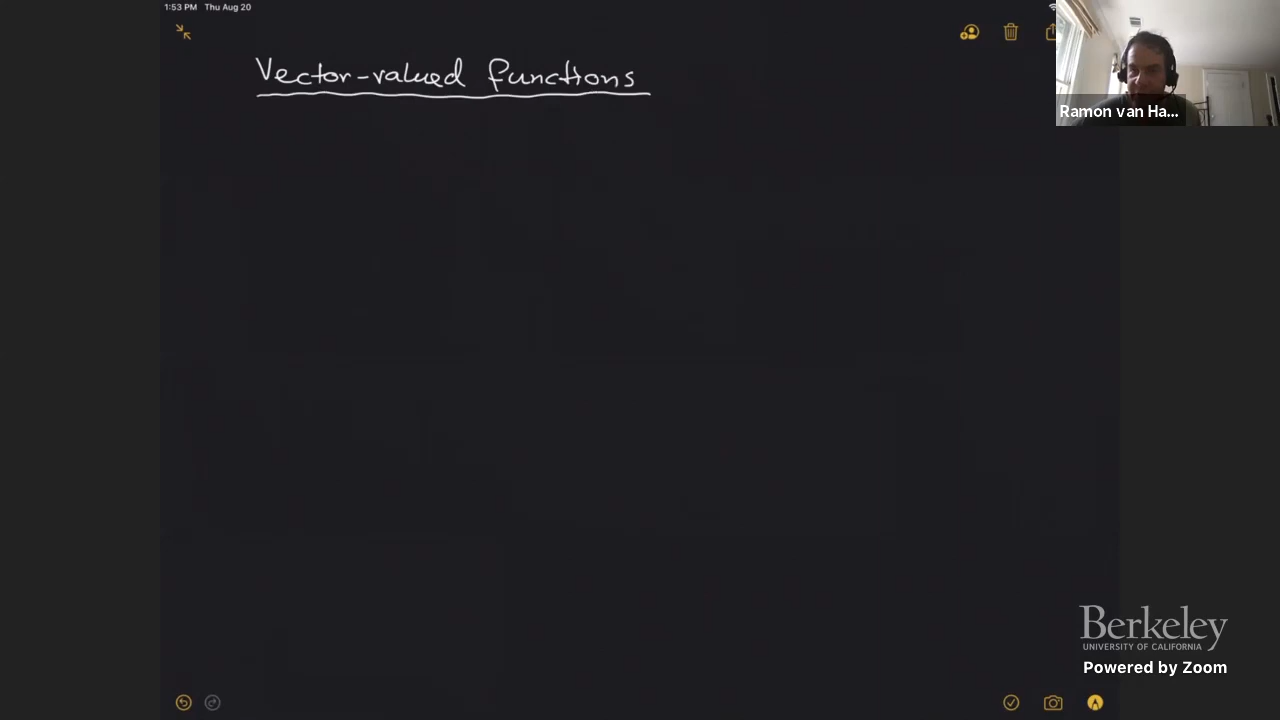 1:53 PM Thu Aug 20
Vector-valued functions
Ramon van Ha...
Berkeley
UNIVERSITY OF CALIFORNIA
Powered by Zoom